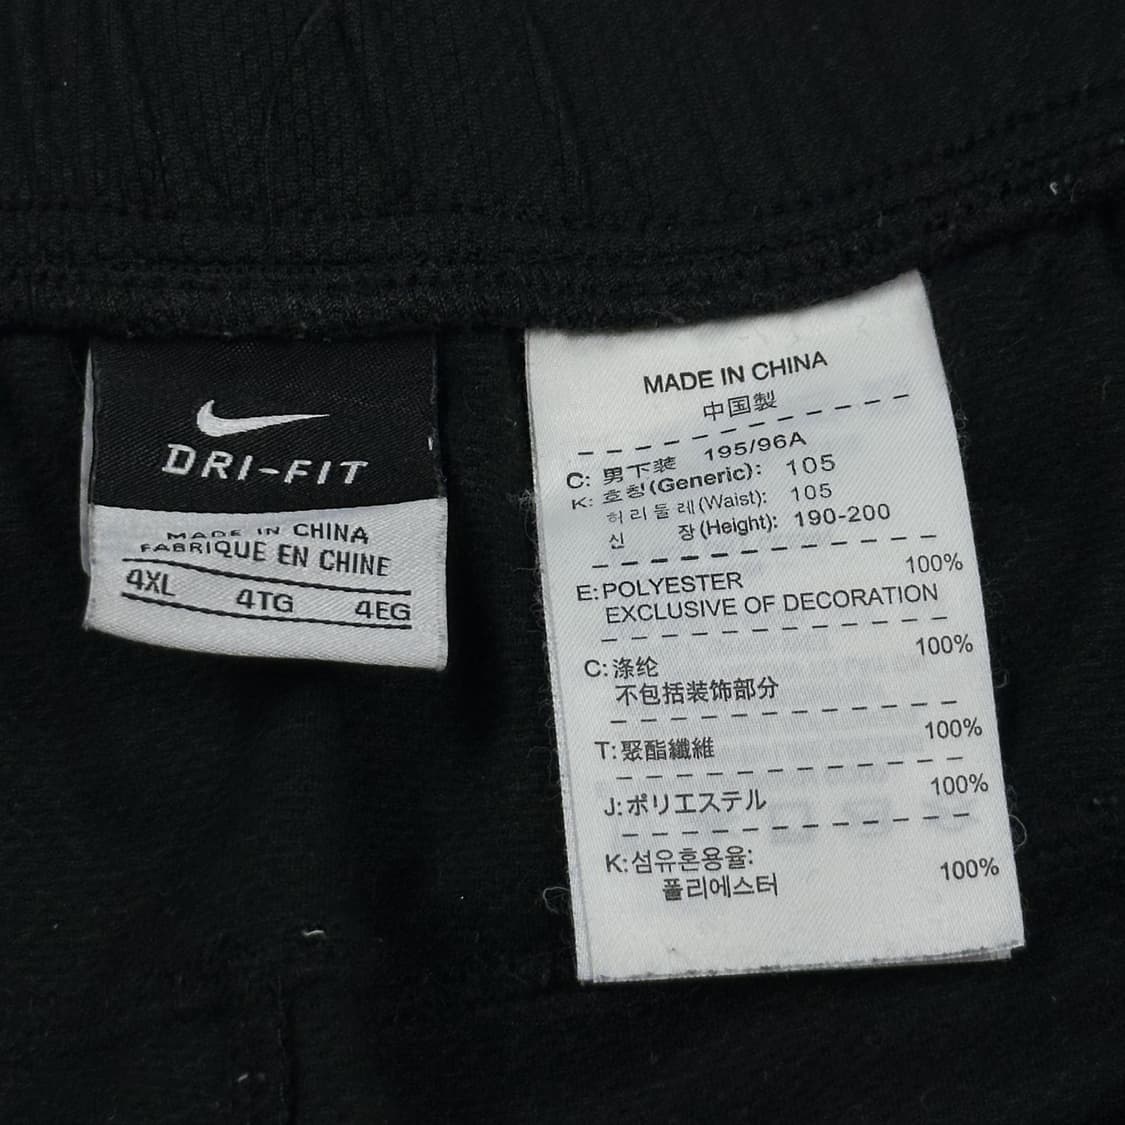 DRI-FIT
MADE IN CHINA
FABRIQUE EN CHINE
4XL 4TG 4EG
MADE IN CHINA
中国製
C: 男下装 195/96A
K: 호칭(Generic): 105
허리둘레(Waist): 105
신 장(Height): 190-200
E: POLYESTER 100%
EXCLUSIVE OF DECORATION
C: 涤纶 100%
不包括装饰部分
T: 聚酯纖維 100%
J: ポリエステル 100%
K: 섬유혼용율:
폴리에스터 100%